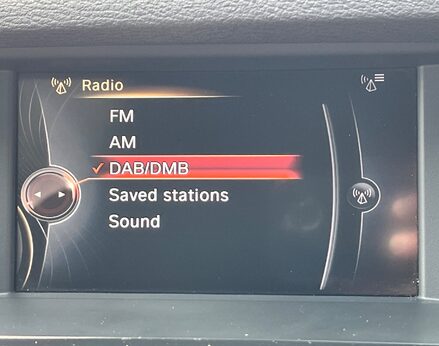 Radio
FM
AM
DAB/DMB
Saved stations
Sound